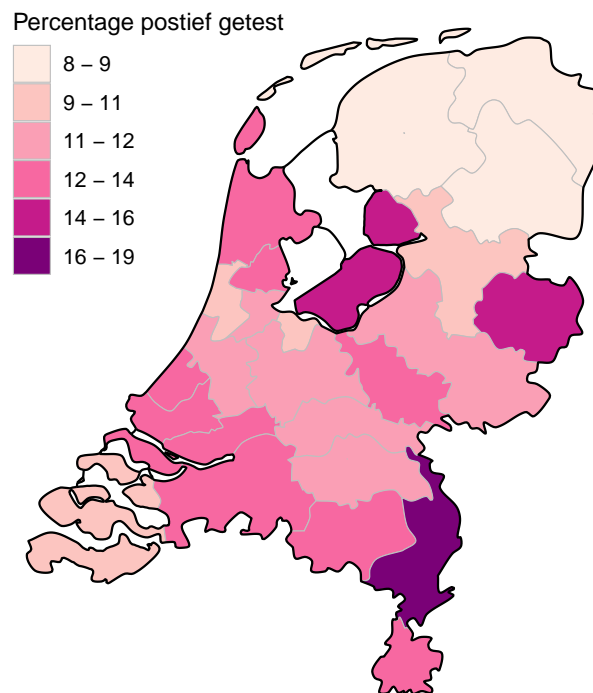 Percentage postief getest
8 – 9
9 – 11
11 – 12
12 – 14
14 – 16
16 – 19